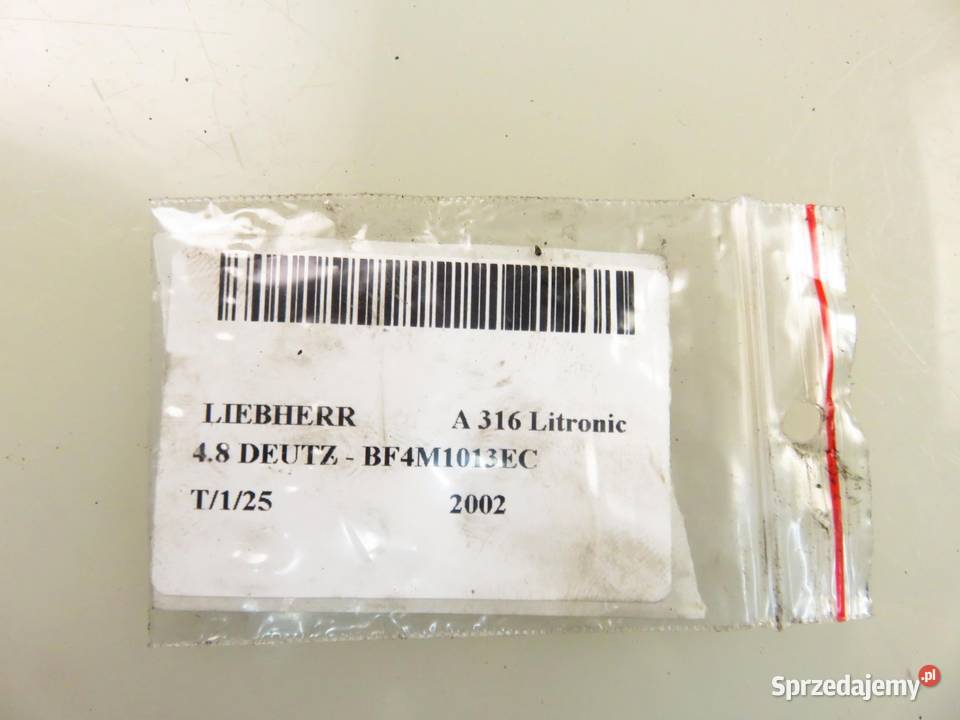 LIEBHERR A 316 Litronic
4.8 DEUTZ - BF4M1013EC
T/1/25 2002
Sprzedajemy.pl